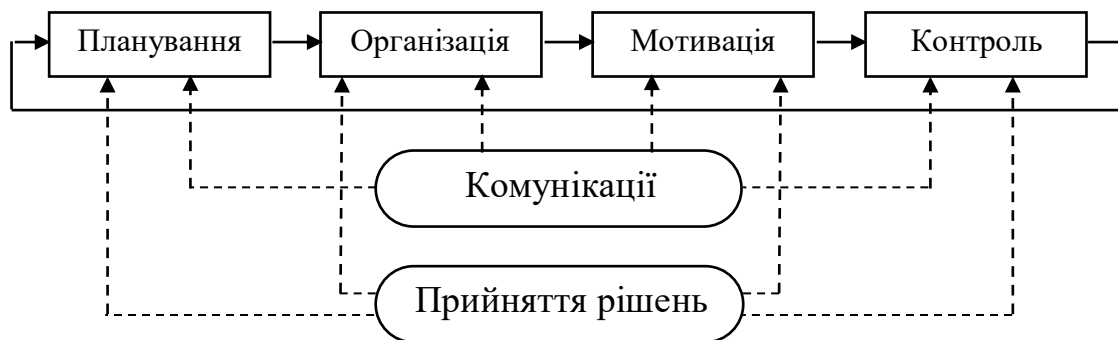 Планування
Організація
Мотивація
Контроль
Комунікації
Прийняття рішень